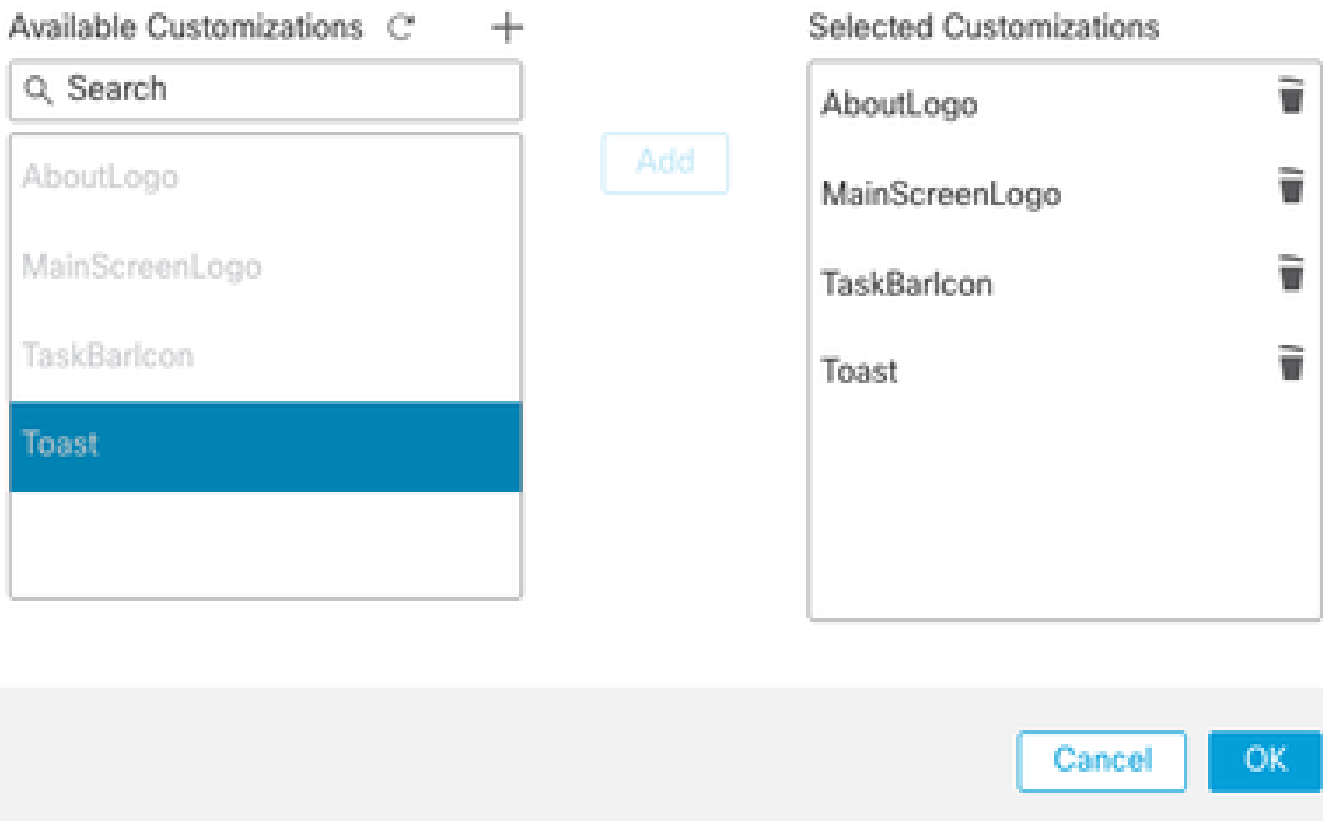 Available Customizations
Search
AboutLogo
MainScreenLogo
TaskBarIcon
Toast
Add
Selected Customizations
AboutLogo
MainScreenLogo
TaskBarIcon
Toast
Cancel
OK